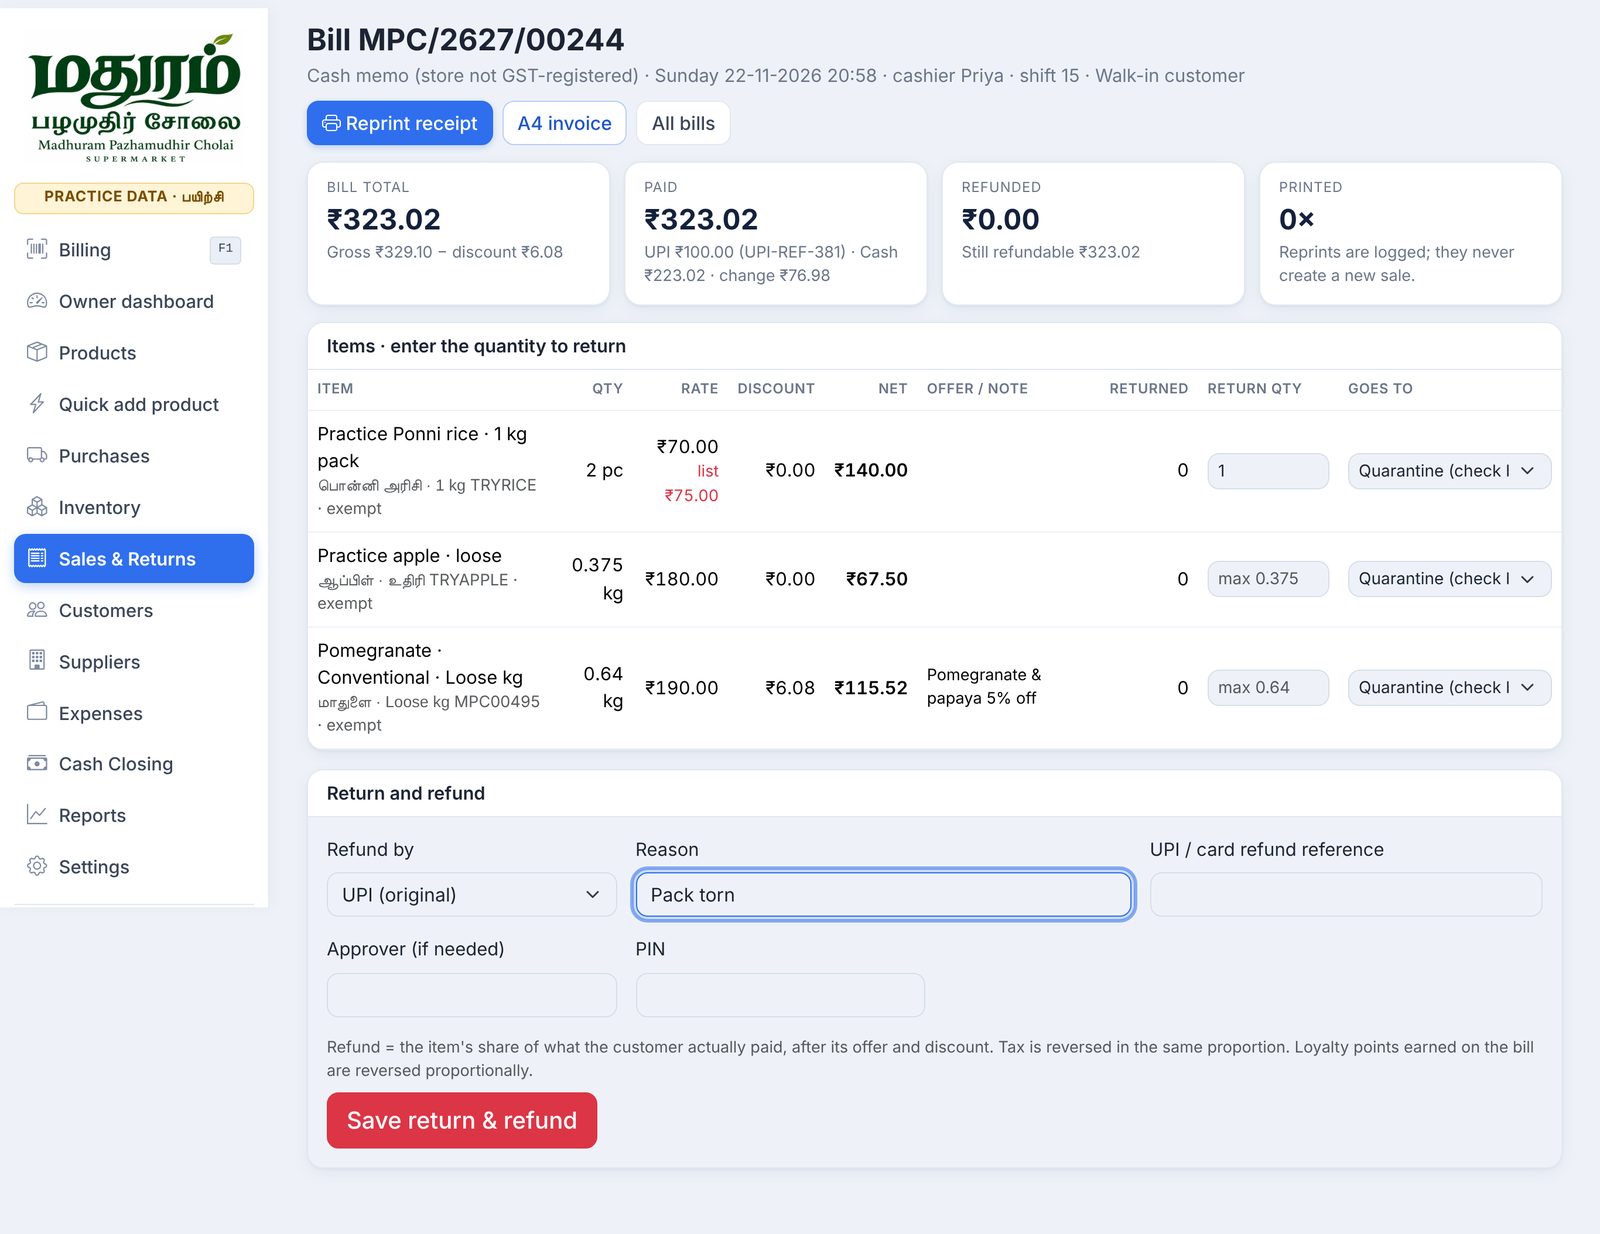 மதுரம்
பழமுதிர் சோலை
Madhuram Pazhamudhir Cholai
SUPERMARKET
PRACTICE DATA · பயிற்சி
Billing F1
Owner dashboard
Products
Quick add product
Purchases
Inventory
Sales & Returns
Customers
Suppliers
Expenses
Cash Closing
Reports
Settings
Bill MPC/2627/00244
Cash memo (store not GST-registered) · Sunday 22-11-2026 20:58 · cashier Priya · shift 15 · Walk-in customer
Reprint receipt A4 invoice All bills
BILL TOTAL
₹323.02
Gross ₹329.10 − discount ₹6.08
PAID
₹323.02
UPI ₹100.00 (UPI-REF-381) · Cash
₹223.02 · change ₹76.98
REFUNDED
₹0.00
Still refundable ₹323.02
PRINTED
0×
Reprints are logged; they never
create a new sale.
Items · enter the quantity to return
ITEM QTY RATE DISCOUNT NET OFFER / NOTE RETURNED RETURN QTY GOES TO
Practice Ponni rice · 1 kg
pack
பொன்னி அரிசி · 1 kg TRYRICE
· exempt
2 pc
₹70.00
list
₹75.00
₹0.00 ₹140.00 0 1 Quarantine (check l
Practice apple · loose
ஆப்பிள் · உதிரி TRYAPPLE ·
exempt
0.375
kg
₹180.00 ₹0.00 ₹67.50 0 max 0.375 Quarantine (check l
Pomegranate ·
Conventional · Loose kg
மாதுளை · Loose kg MPC00495
· exempt
0.64
kg
₹190.00 ₹6.08 ₹115.52
Pomegranate &
papaya 5% off
0 max 0.64 Quarantine (check l
Return and refund
Refund by Reason UPI / card refund reference
UPI (original) Pack torn
Approver (if needed) PIN
Refund = the item's share of what the customer actually paid, after its offer and discount. Tax is reversed in the same proportion. Loyalty points earned on the bill
are reversed proportionally.
Save return & refund